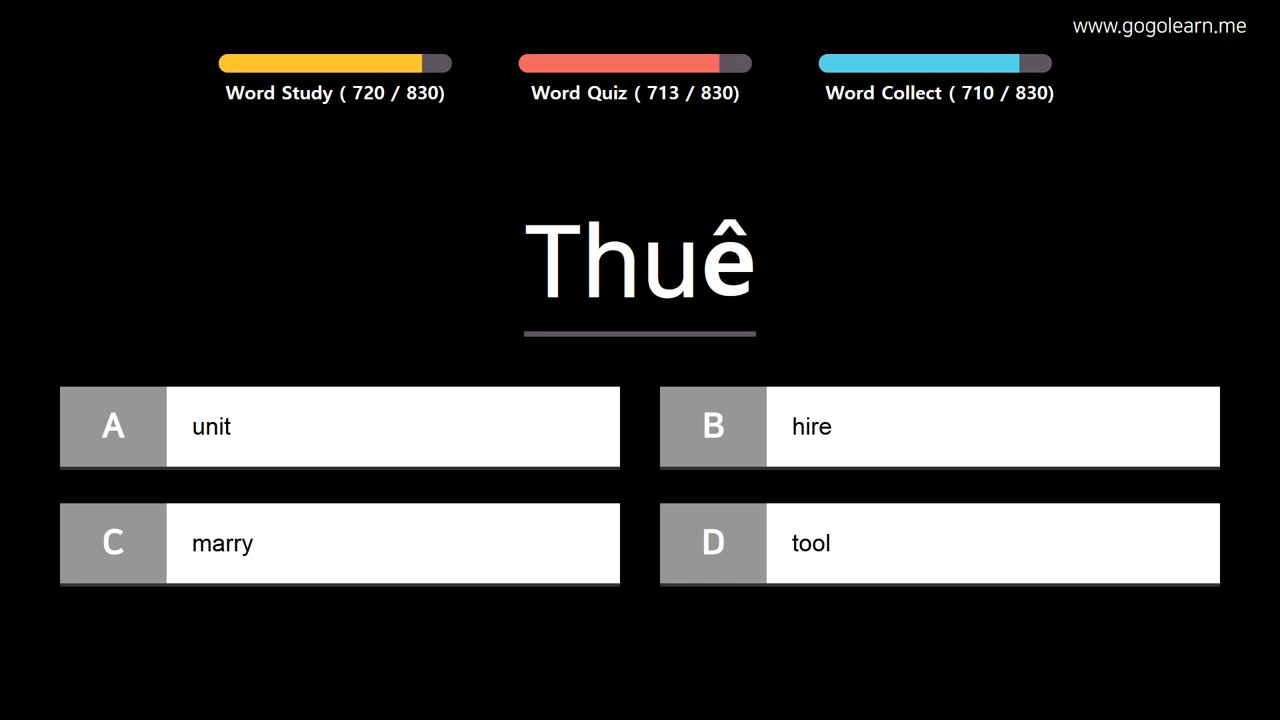 www.gogolearn.me
Word Study ( 720 / 830)
Word Quiz ( 713 / 830)
Word Collect ( 710 / 830)
Thuê
A unit
B hire
C marry
D tool